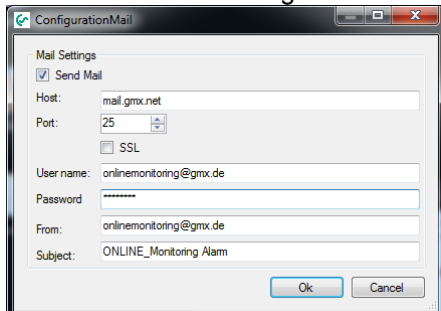 ConfigurationMail
Mail Settings
Send Mail
Host: mail.gmx.net
Port: 25
SSL
User name: onlinemonitoring@gmx.de
Password ********
From: onlinemonitoring@gmx.de
Subject: ONLINE_Monitoring Alarm
Ok Cancel